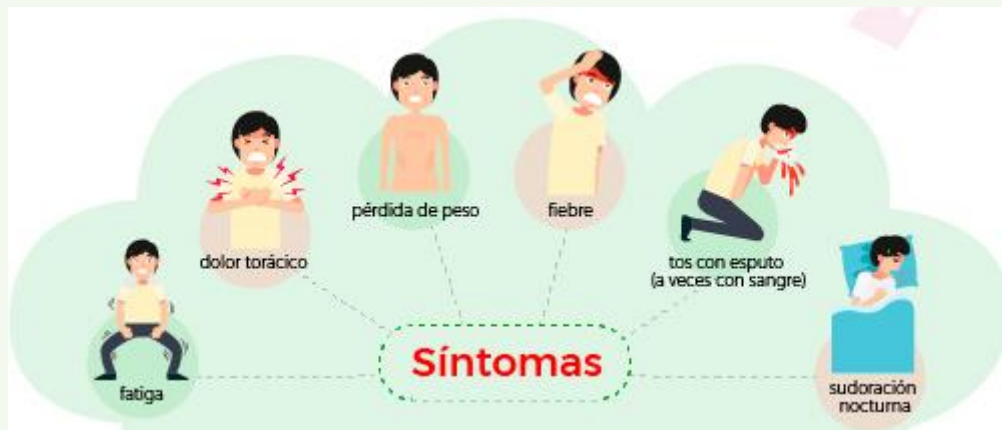 pérdida de peso
fiebre
dolor torácico
tos con esputo
(a veces con sangre)
Síntomas
fatiga
sudoración
nocturna